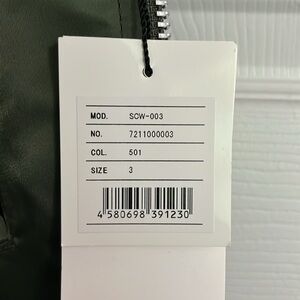 MOD. SCW-003
NO. 7211000003
COL. 501
SIZE 3
4 580698 391230